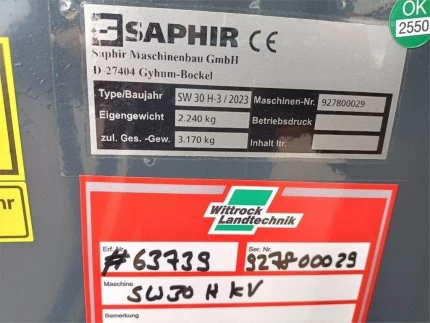 SAPHIR CE
Saphir Maschinenbau GmbH
D-27404 Gyhum-Bockel
Type/Baujahr SW 30 H-3 / 2023 Maschinen-Nr. 927800029
Eigengewicht 2.240 kg Betriebsdruck
zul. Ges. -Gew. 3.170 kg Inhalt ltr.
OK
2550
hr
Wittrock
Landtechnik
Erf. Nr. Ser. Nr.
#63739 927800029
Maschine
SW30 H KV
Bemerkung